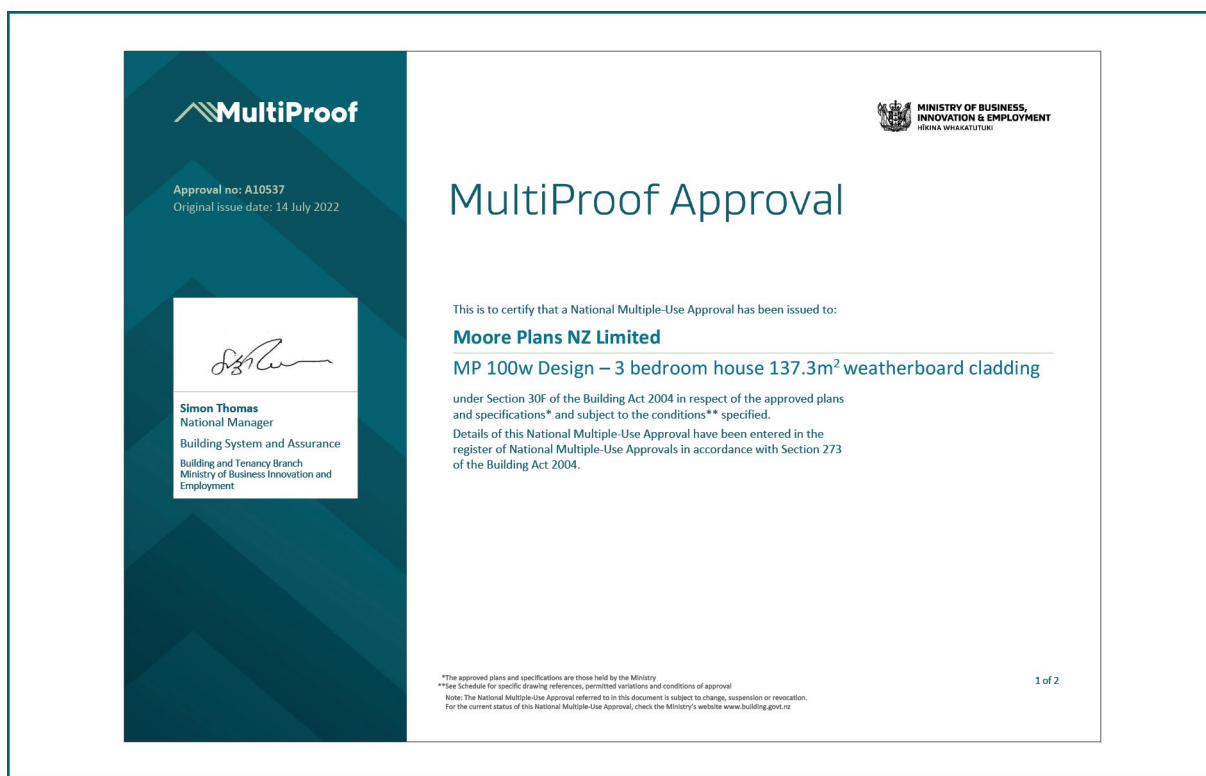 MultiProof
Approval no: A10537
Original issue date: 14 July 2022
Simon Thomas
National Manager
Building System and Assurance
Building and Tenancy Branch
Ministry of Business Innovation and
Employment
MINISTRY OF BUSINESS,
INNOVATION & EMPLOYMENT
HĪKINA WHAKATUTUKI
MultiProof Approval
This is to certify that a National Multiple-Use Approval has been issued to:
Moore Plans NZ Limited
MP 100w Design – 3 bedroom house 137.3m² weatherboard cladding
under Section 30F of the Building Act 2004 in respect of the approved plans
and specifications* and subject to the conditions** specified.
Details of this National Multiple-Use Approval have been entered in the
register of National Multiple-Use Approvals in accordance with Section 273
of the Building Act 2004.
*The approved plans and specifications are those held by the Ministry
**See Schedule for specific drawing references, permitted variations and conditions of approval
Note: The National Multiple-Use Approval referred to in this document is subject to change, suspension or revocation.
For the current status of this National Multiple-Use Approval, check the Ministry's website www.building.govt.nz
1 of 2